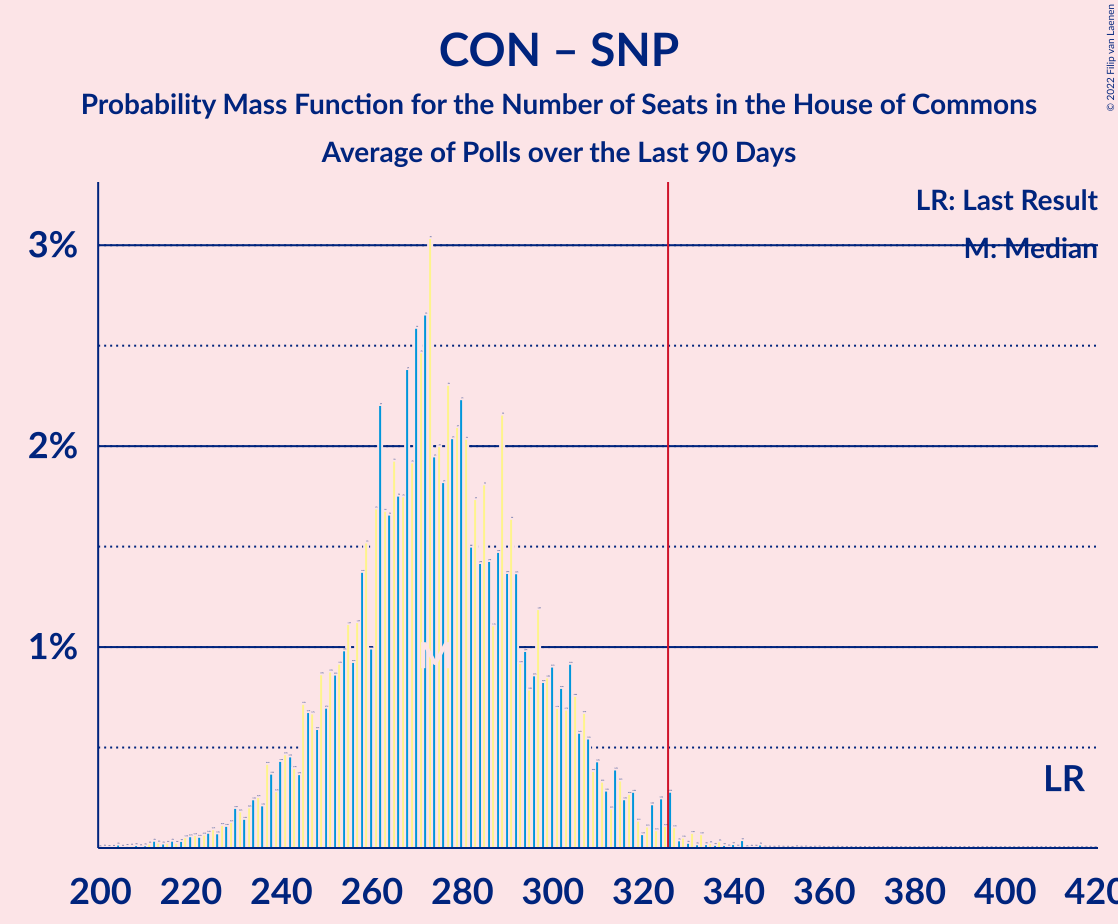 CON – SNP
Probability Mass Function for the Number of Seats in the House of Commons
Average of Polls over the Last 90 Days
© 2022 Filip van Laenen
LR: Last Result
M: Median
3%
2%
1%
M
LR
200 220 240 260 280 300 320 340 360 380 400 420